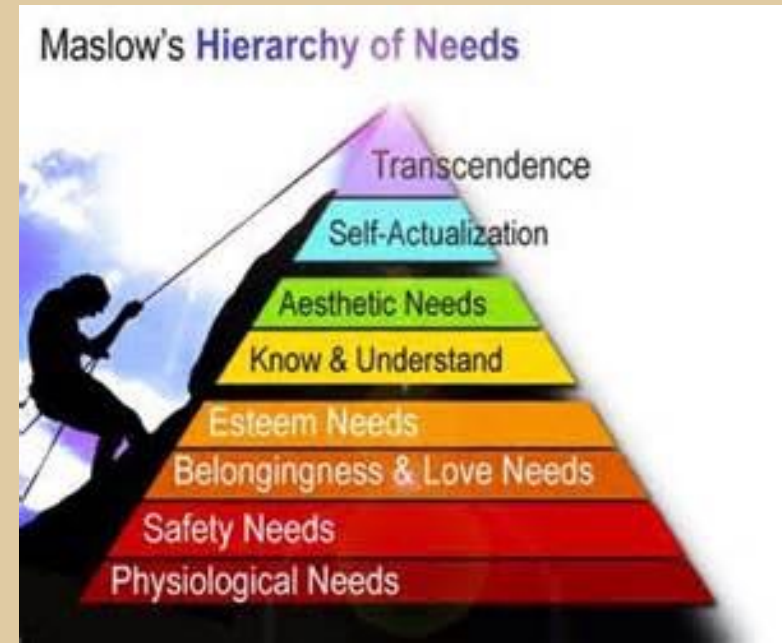 Maslow's Hierarchy of Needs
Transcendence
Self-Actualization
Aesthetic Needs
Know & Understand
Esteem Needs
Belongingness & Love Needs
Safety Needs
Physiological Needs